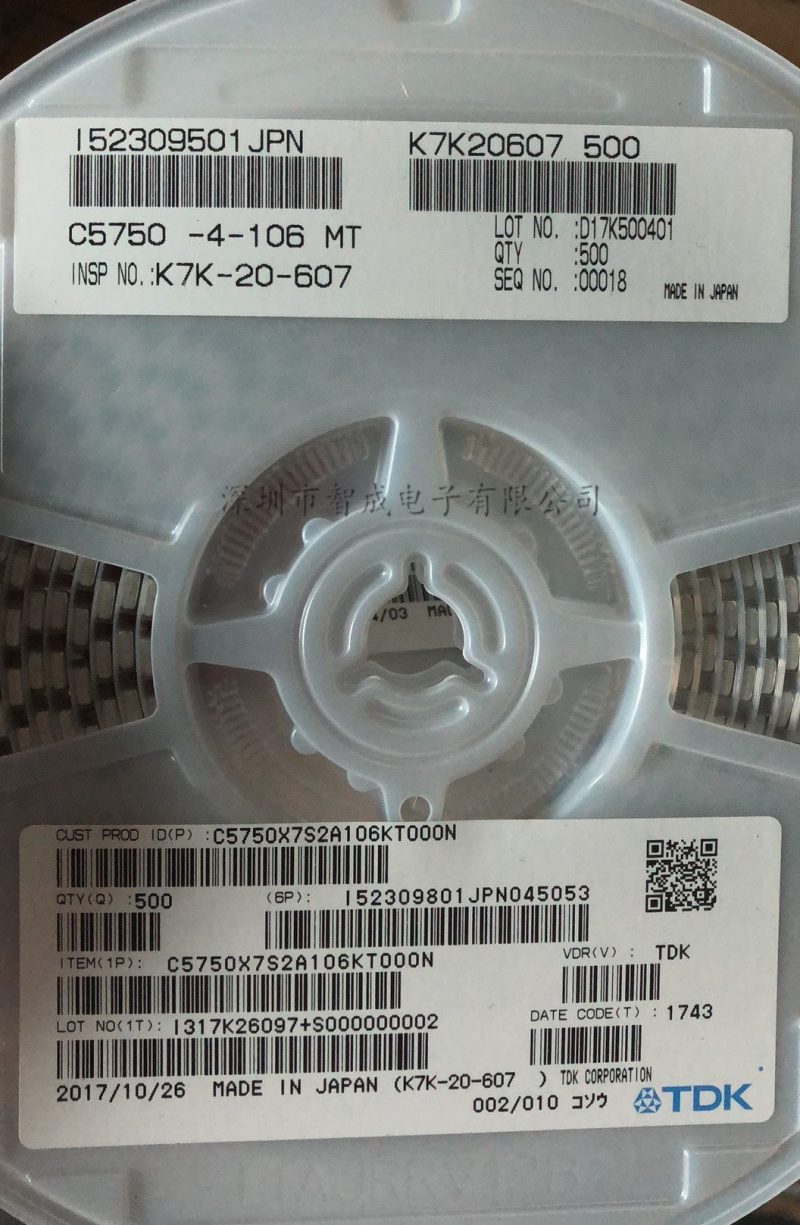 I52309501JPN K7K20607 500
C5750 -4-106 MT
INSP NO.:K7K-20-607
LOT NO. :D17K500401
QTY :500
SEQ NO. :00018
MADE IN JAPAN
深圳市智成电子有限公司
/03 MA
CUST PROD ID(P) :C5750X7S2A106KT000N
QTY(Q) :500 (6P): I52309801JPN045053
ITEM(1P): C5750X7S2A106KT000N VDR(V) : TDK
LOT NO(1T): I317K26097+S000000002 DATE CODE(T) : 1743
2017/10/26 MADE IN JAPAN (K7K-20-607 ) TDK CORPORATION
002/010 コソウ TDK